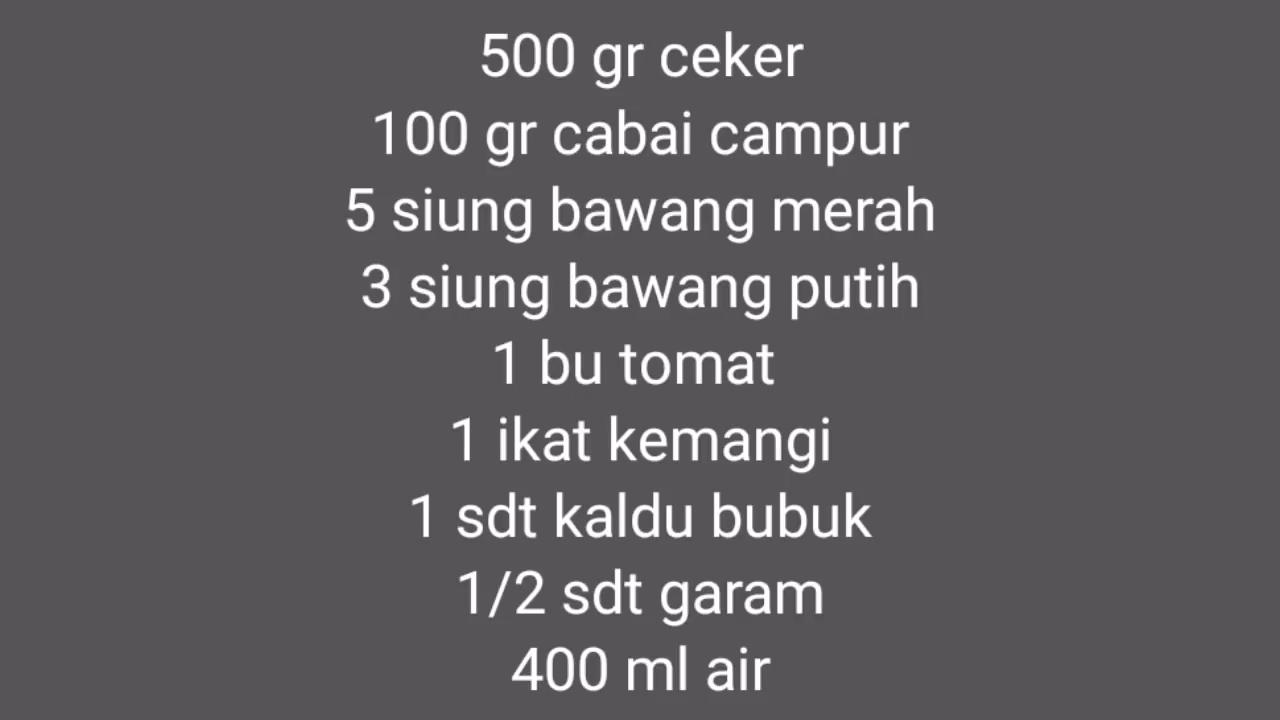 500 gr ceker
100 gr cabai campur
5 siung bawang merah
3 siung bawang putih
1 bu tomat
1 ikat kemangi
1 sdt kaldu bubuk
1/2 sdt garam
400 ml air